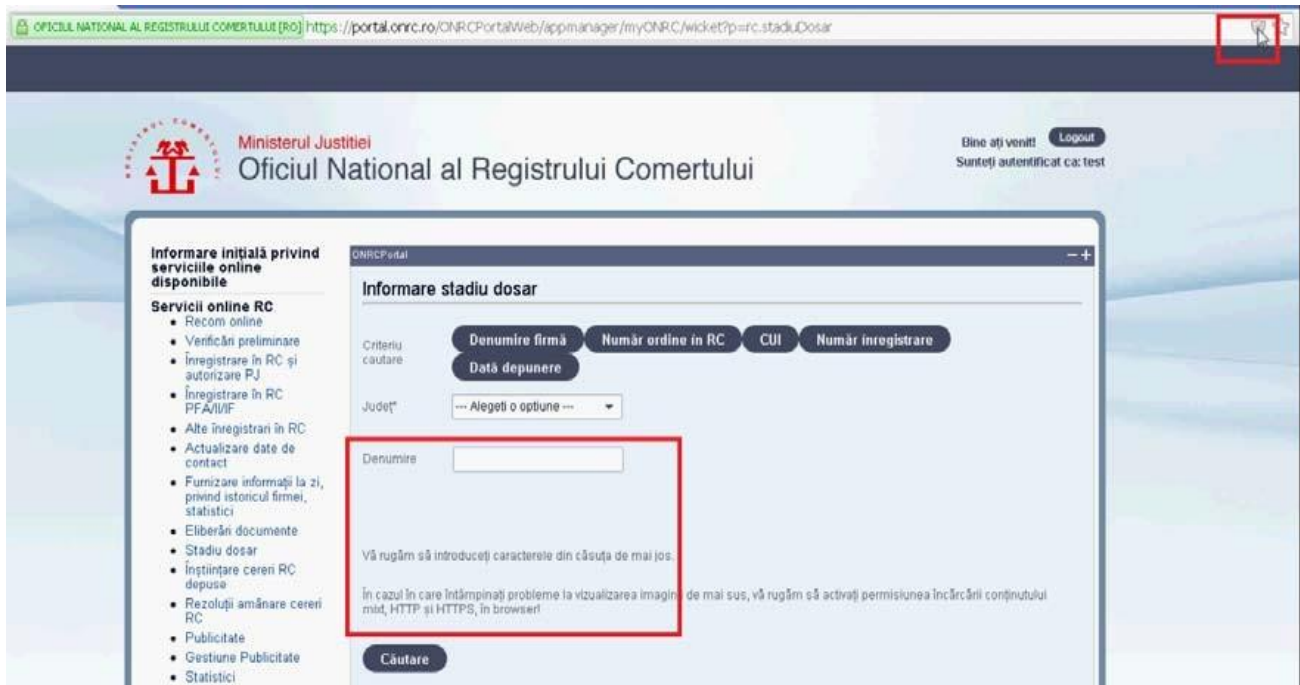 OFICIUL NATIONAL AL REGISTRULUI COMERTULUI [RO] https://portal.onrc.ro/ONRCPortalWeb/appmanager/myONRC/wicket?p=rc.stadiuDosar
Ministerul Justitiei
Oficiul National al Registrului Comertului
Bine ați venit! Logout
Sunteți autentificat ca: test
Informare inițială privind
serviciile online
disponibile
Servicii online RC
• Recom online
• Verificări preliminare
• Înregistrare în RC și
autorizare PJ
• Înregistrare în RC
PFA/II/IF
• Alte înregistrari în RC
• Actualizare date de
contact
• Furnizare informații la zi,
privind istoricul firmei,
statistici
• Eliberări documente
• Stadiu dosar
• Înștiințare cereri RC
depuse
• Rezoluții amânare cereri
RC
• Publicitate
• Gestiune Publicitate
• Statistici
ONRCPortal
Informare stadiu dosar
Criteriu
cautare
Denumire firmă Număr ordine in RC CUI Număr inregistrare
Dată depunere
Județ* --- Alegeti o optiune ---
Denumire
Vă rugăm să introduceți caracterele din căsuța de mai jos.
În cazul în care întâmpinați probleme la vizualizarea imaginii de mai sus, vă rugăm să activați permisiunea încărcării conținutului
mixt, HTTP și HTTPS, în browser!
Căutare